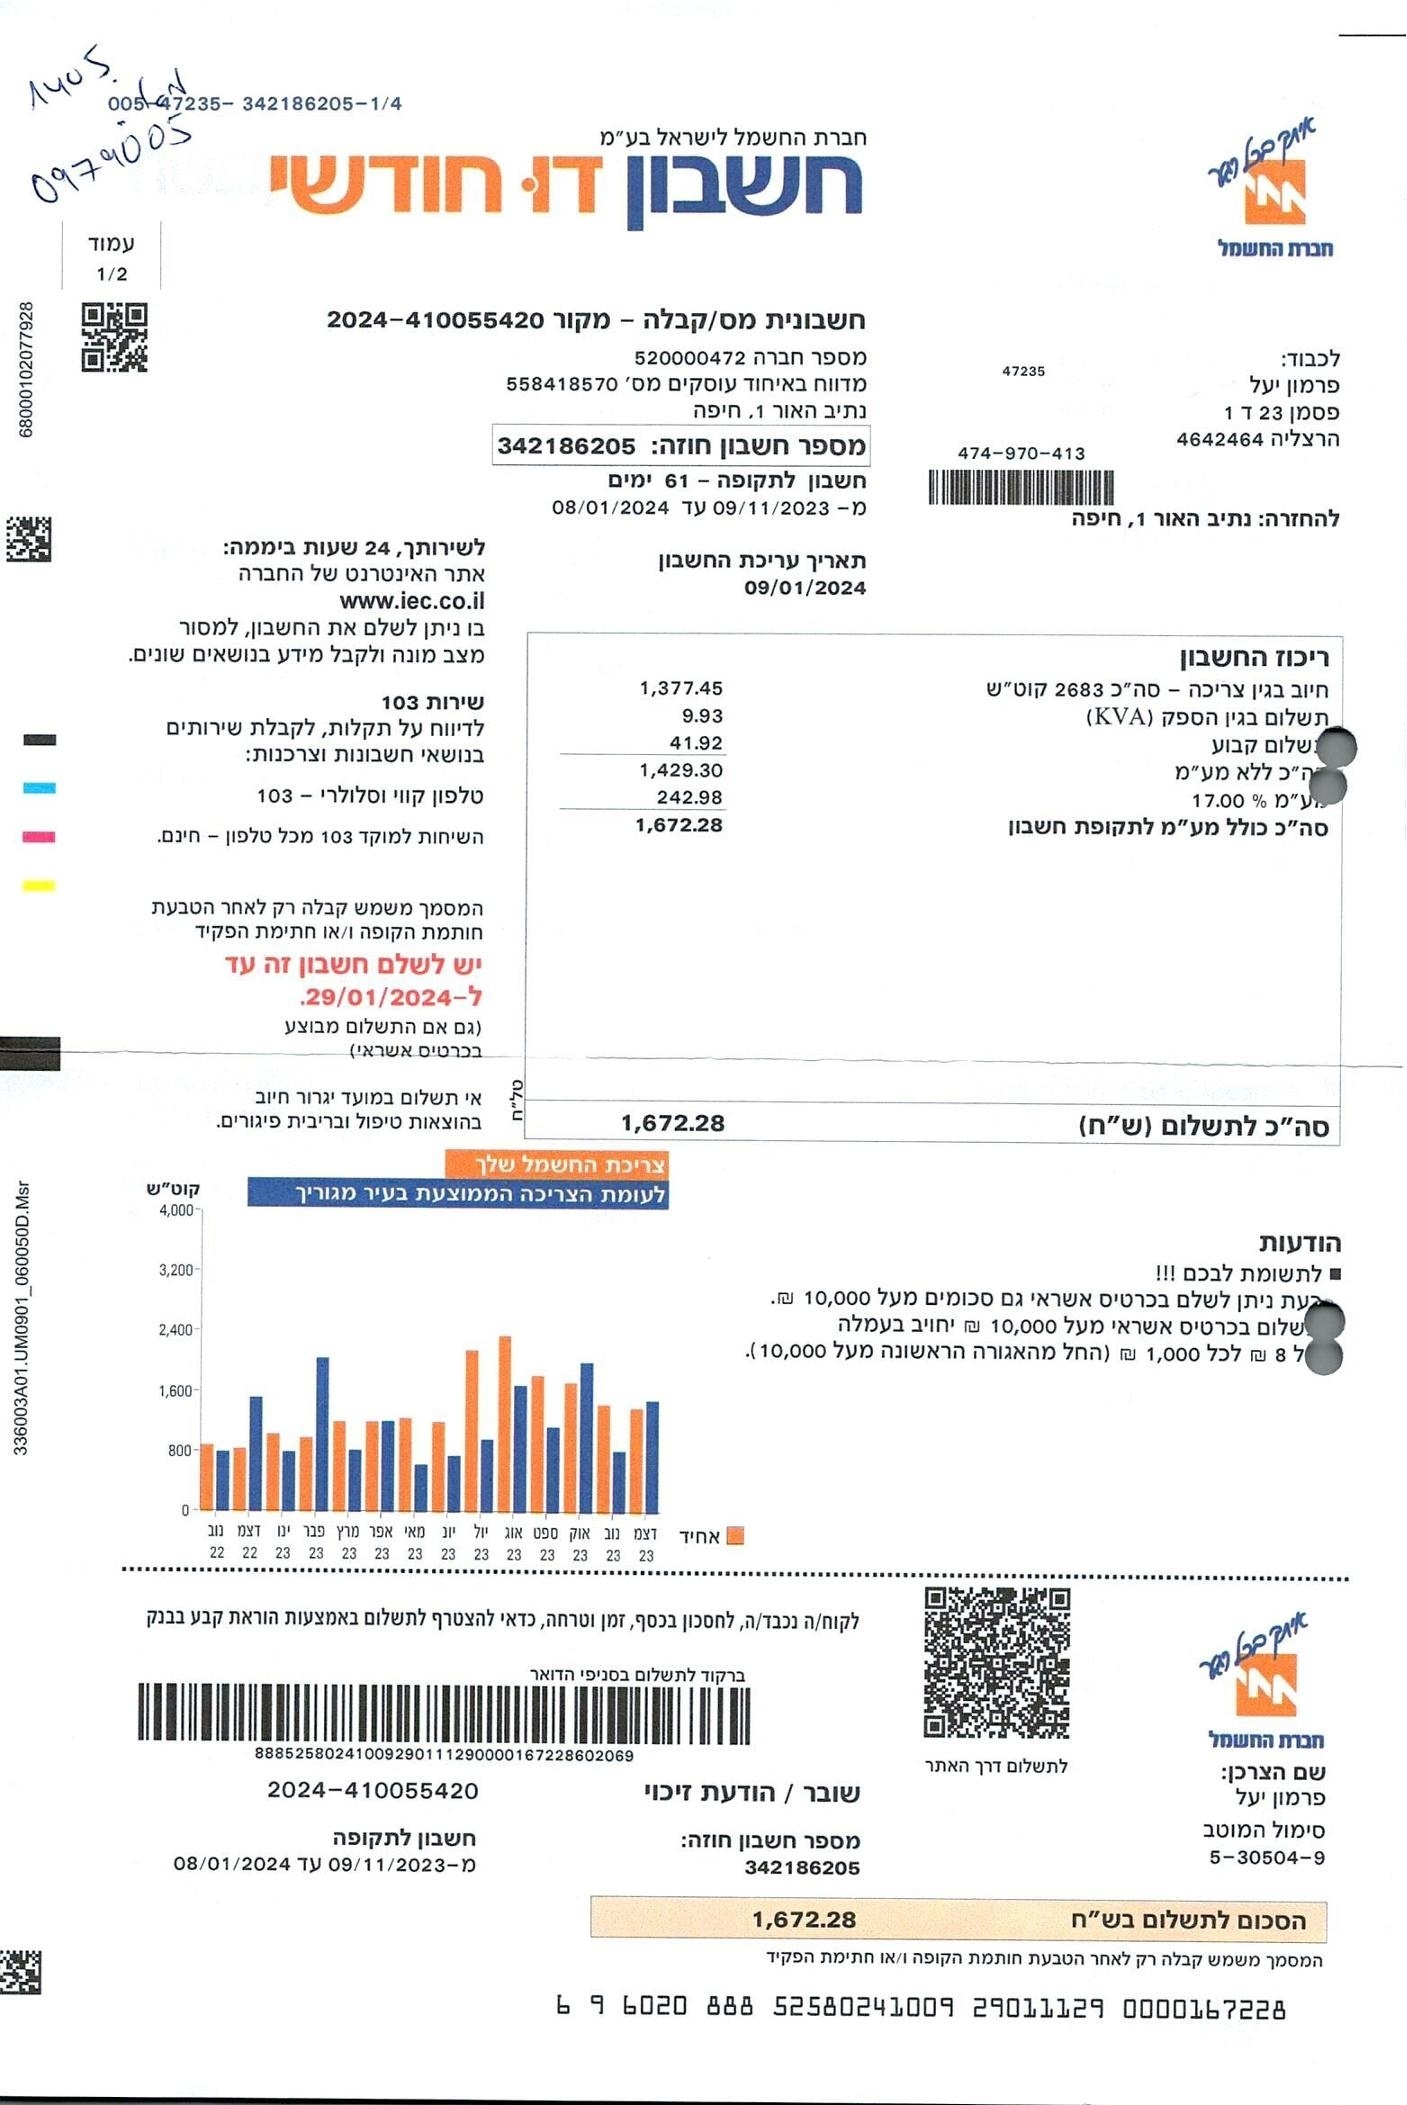 1405
0979005
005-47235- 342186205-1/4
איתך בכל רגע
חברת החשמל
חברת החשמל לישראל בע"מ
חשבון דו חודשי
עמוד
1/2
68000102077928
חשבונית מס/קבלה - מקור 2024-410055420
מספר חברה 520000472
מדווח באיחוד עוסקים מס' 558418570
נתיב האור 1, חיפה
מספר חשבון חוזה: 342186205
חשבון לתקופה - 61 ימים
מ- 09/11/2023 עד 08/01/2024
תאריך עריכת החשבון
09/01/2024
לכבוד:
47235
פרמון יעל
פסמן 23 ד 1
הרצליה 4642464
474-970-413
להחזרה: נתיב האור 1, חיפה
לשירותך, 24 שעות ביממה:
אתר האינטרנט של החברה
www.iec.co.il
בו ניתן לשלם את החשבון, למסור
מצב מונה ולקבל מידע בנושאים שונים.
שירות 103
לדיווח על תקלות, לקבלת שירותים
בנושאי חשבונות וצרכנות:
טלפון קווי וסלולרי - 103
השיחות למוקד 103 מכל טלפון - חינם.
המסמך משמש קבלה רק לאחר הטבעת
חותמת הקופה ו/או חתימת הפקיד
יש לשלם חשבון זה עד
ל-29/01/2024.
(גם אם התשלום מבוצע
בכרטיס אשראי)
אי תשלום במועד יגרור חיוב
בהוצאות טיפול ובריבית פיגורים.
ריכוז החשבון
חיוב בגין צריכה - סה"כ 2683 קוט"ש 1,377.45
תשלום בגין הספק (KVA) 9.93
תשלום קבוע 41.92
סה"כ ללא מע"מ 1,429.30
מע"מ % 17.00 242.98
סה"כ כולל מע"מ לתקופת חשבון 1,672.28
טל"ח
סה"כ לתשלום (ש"ח) 1,672.28
צריכת החשמל שלך
לעומת הצריכה הממוצעת בעיר מגוריך
קוט"ש
4,000
3,200
2,400
1,600
800
0
נוב דצמ ינו פבר מרץ אפר מאי יונ יול אוג ספט אוק נוב דצמ
22 22 23 23 23 23 23 23 23 23 23 23 23 23
אחיד
336003A01.UM0901_060050D.Msr
הודעות
■ לתשומת לבכם !!!
כעת ניתן לשלם בכרטיס אשראי גם סכומים מעל 10,000 ₪.
תשלום בכרטיס אשראי מעל 10,000 ₪ יחויב בעמלה
של 8 ₪ לכל 1,000 ₪ (החל מהאגורה הראשונה מעל 10,000).
לקוח/ה נכבד/ה, לחסכון בכסף, זמן וטרחה, כדאי להצטרף לתשלום באמצעות הוראת קבע בבנק
ברקוד לתשלום בסניפי הדואר
888525802410092901112900001672286​02069
לתשלום דרך האתר
איתך בכל רגע
חברת החשמל
שם הצרכן:
פרמון יעל
סימול המוטב
5-30504-9
שובר / הודעת זיכוי 2024-410055420
מספר חשבון חוזה:
342186205
חשבון לתקופה
מ-09/11/2023 עד 08/01/2024
הסכום לתשלום בש"ח 1,672.28
המסמך משמש קבלה רק לאחר הטבעת חותמת הקופה ו/או חתימת הפקיד
6 9 6020 888 52580241009 29011129 0000167228